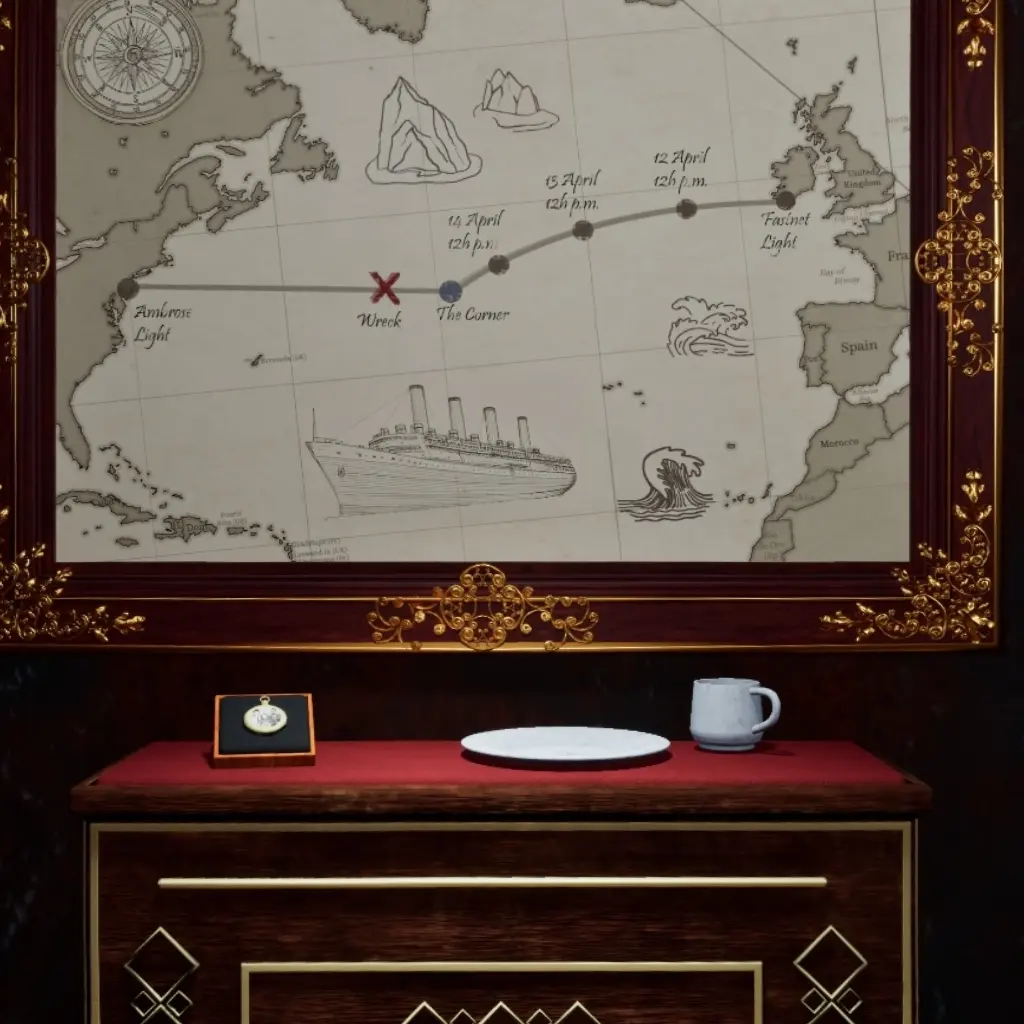 12 April
12h p.m.
13 April
12h p.m.
14 April
12h p.m.
United
Kingdom
Fastnet
Light
Fra
Bay of
Ambrose
Light
Wreck
The Corner
Spain
Morocco